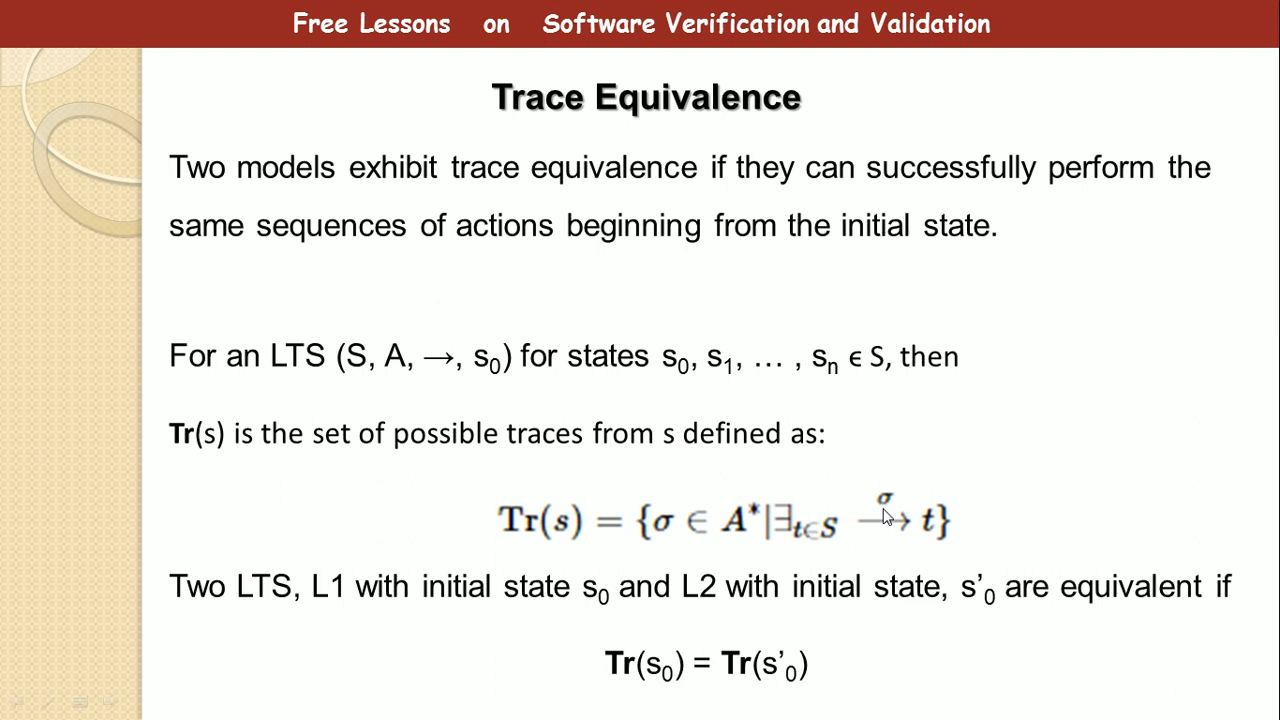 Free Lessons on Software Verification and Validation
Trace Equivalence
Two models exhibit trace equivalence if they can successfully perform the
same sequences of actions beginning from the initial state.
For an LTS (S, A, →, s₀) for states s₀, s₁, … , sₙ ϵ S, then
Tr(s) is the set of possible traces from s defined as:
Tr(s) = {σ ∈ A*|∃t∈S —σ→ t}
Two LTS, L1 with initial state s₀ and L2 with initial state, s’₀ are equivalent if
Tr(s₀) = Tr(s’₀)